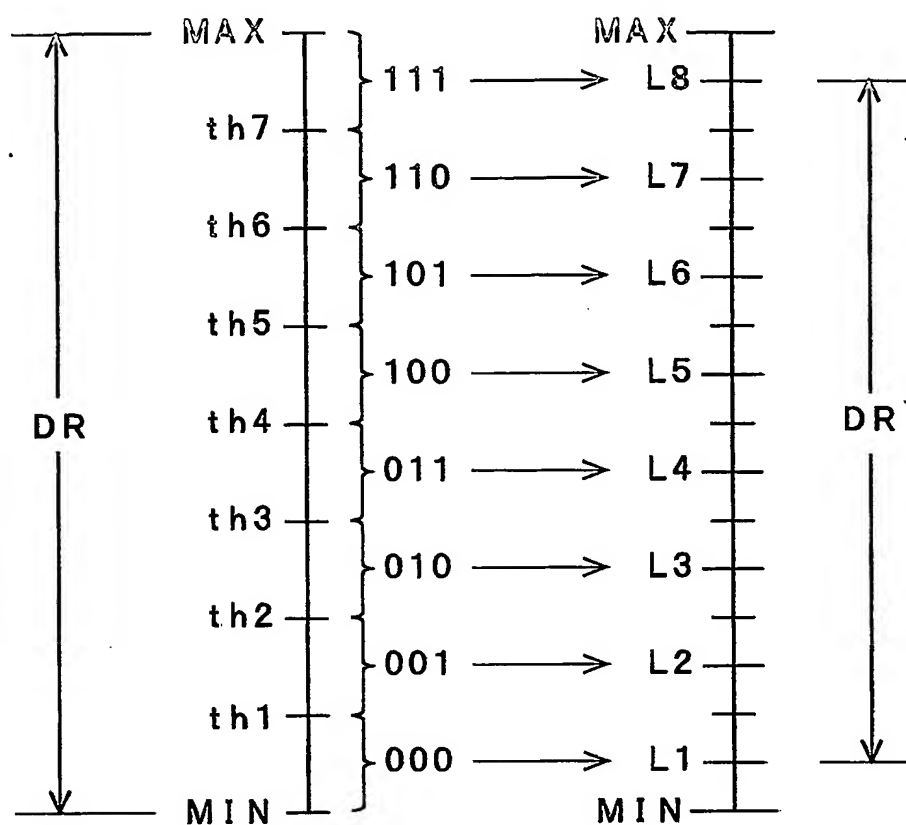 MAX MAX
111 L8
th7
110 L7
th6
101 L6
th5
100 L5
DR th4 DR'
011 L4
th3
010 L3
th2
001 L2
th1
000 L1
MIN MIN